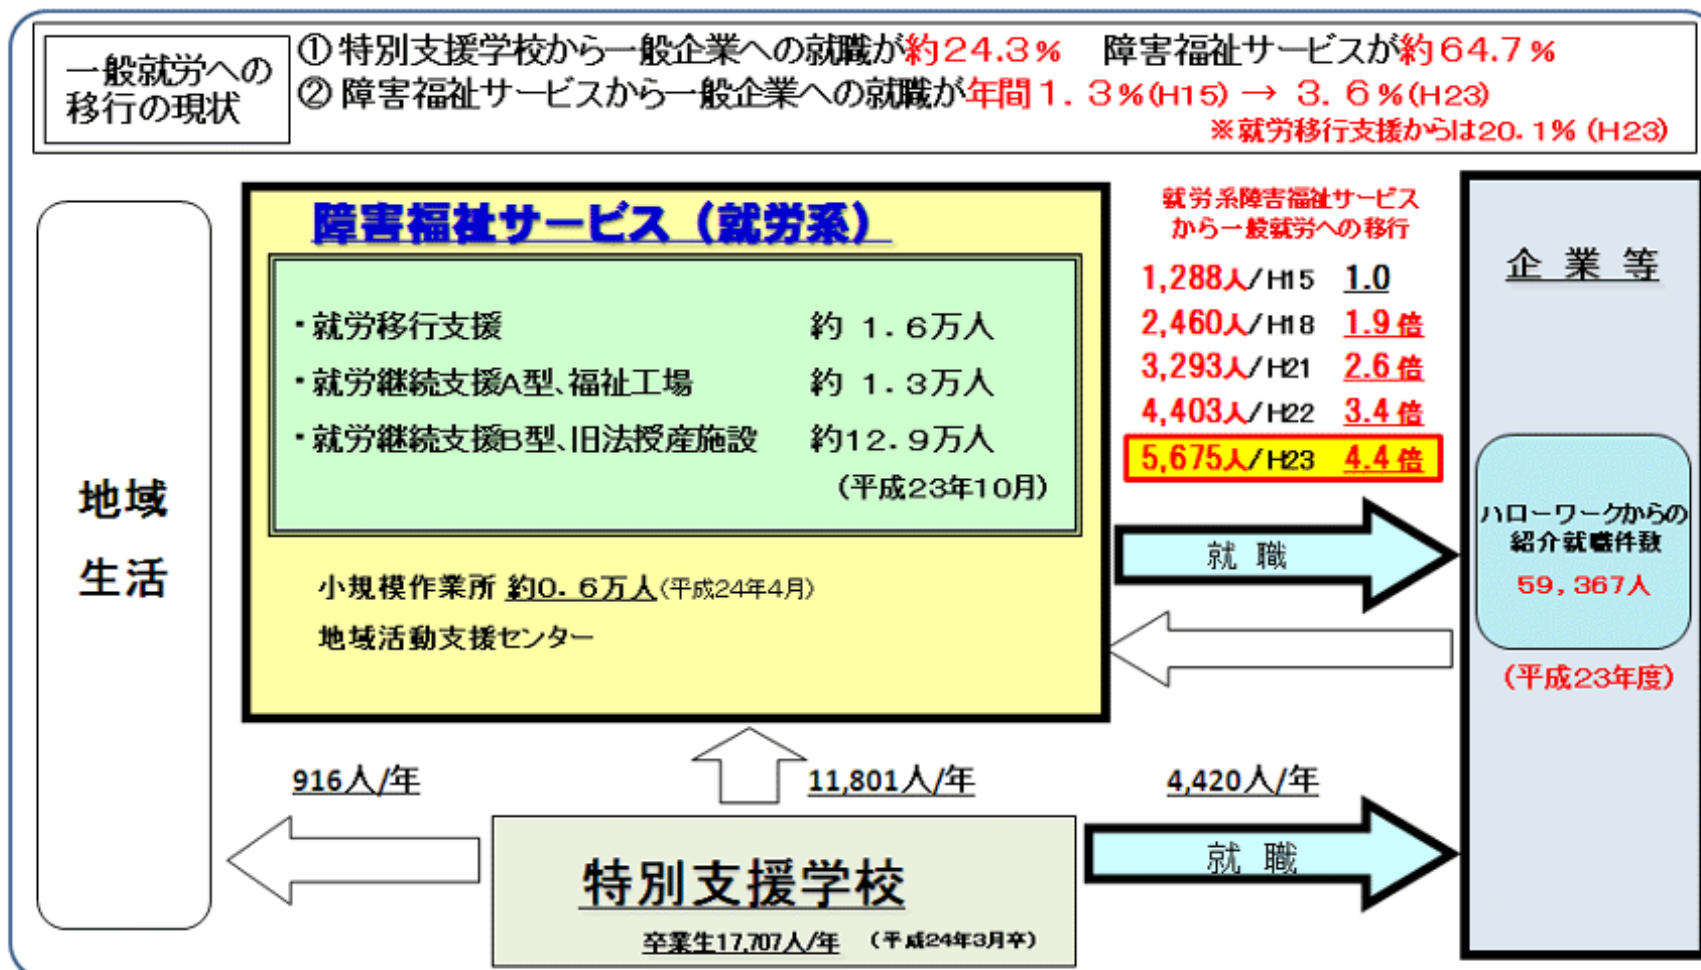 一般就労への
移行の現状
① 特別支援学校から一般企業への就職が約24.3％　障害福祉サービスが約64.7％
② 障害福祉サービスから一般企業への就職が年間1.3％(H15) → 3.6％(H23)
※就労移行支援からは20.1％(H23)
地域
生活
障害福祉サービス（就労系）
・就労移行支援　約 1.6万人
・就労継続支援A型、福祉工場　約 1.3万人
・就労継続支援B型、旧法授産施設　約12.9万人
(平成23年10月)
小規模作業所 約0.6万人(平成24年4月)
地域活動支援センター
就労系障害福祉サービス
から一般就労への移行
1,288人/H15　1.0
2,460人/H18　1.9倍
3,293人/H21　2.6倍
4,403人/H22　3.4倍
5,675人/H23　4.4倍
就 職
企 業 等
ハローワークからの
紹介就職件数
59,367人
(平成23年度)
916人/年　11,801人/年　4,420人/年
特別支援学校
就 職
卒業生17,707人/年　(平成24年3月卒)